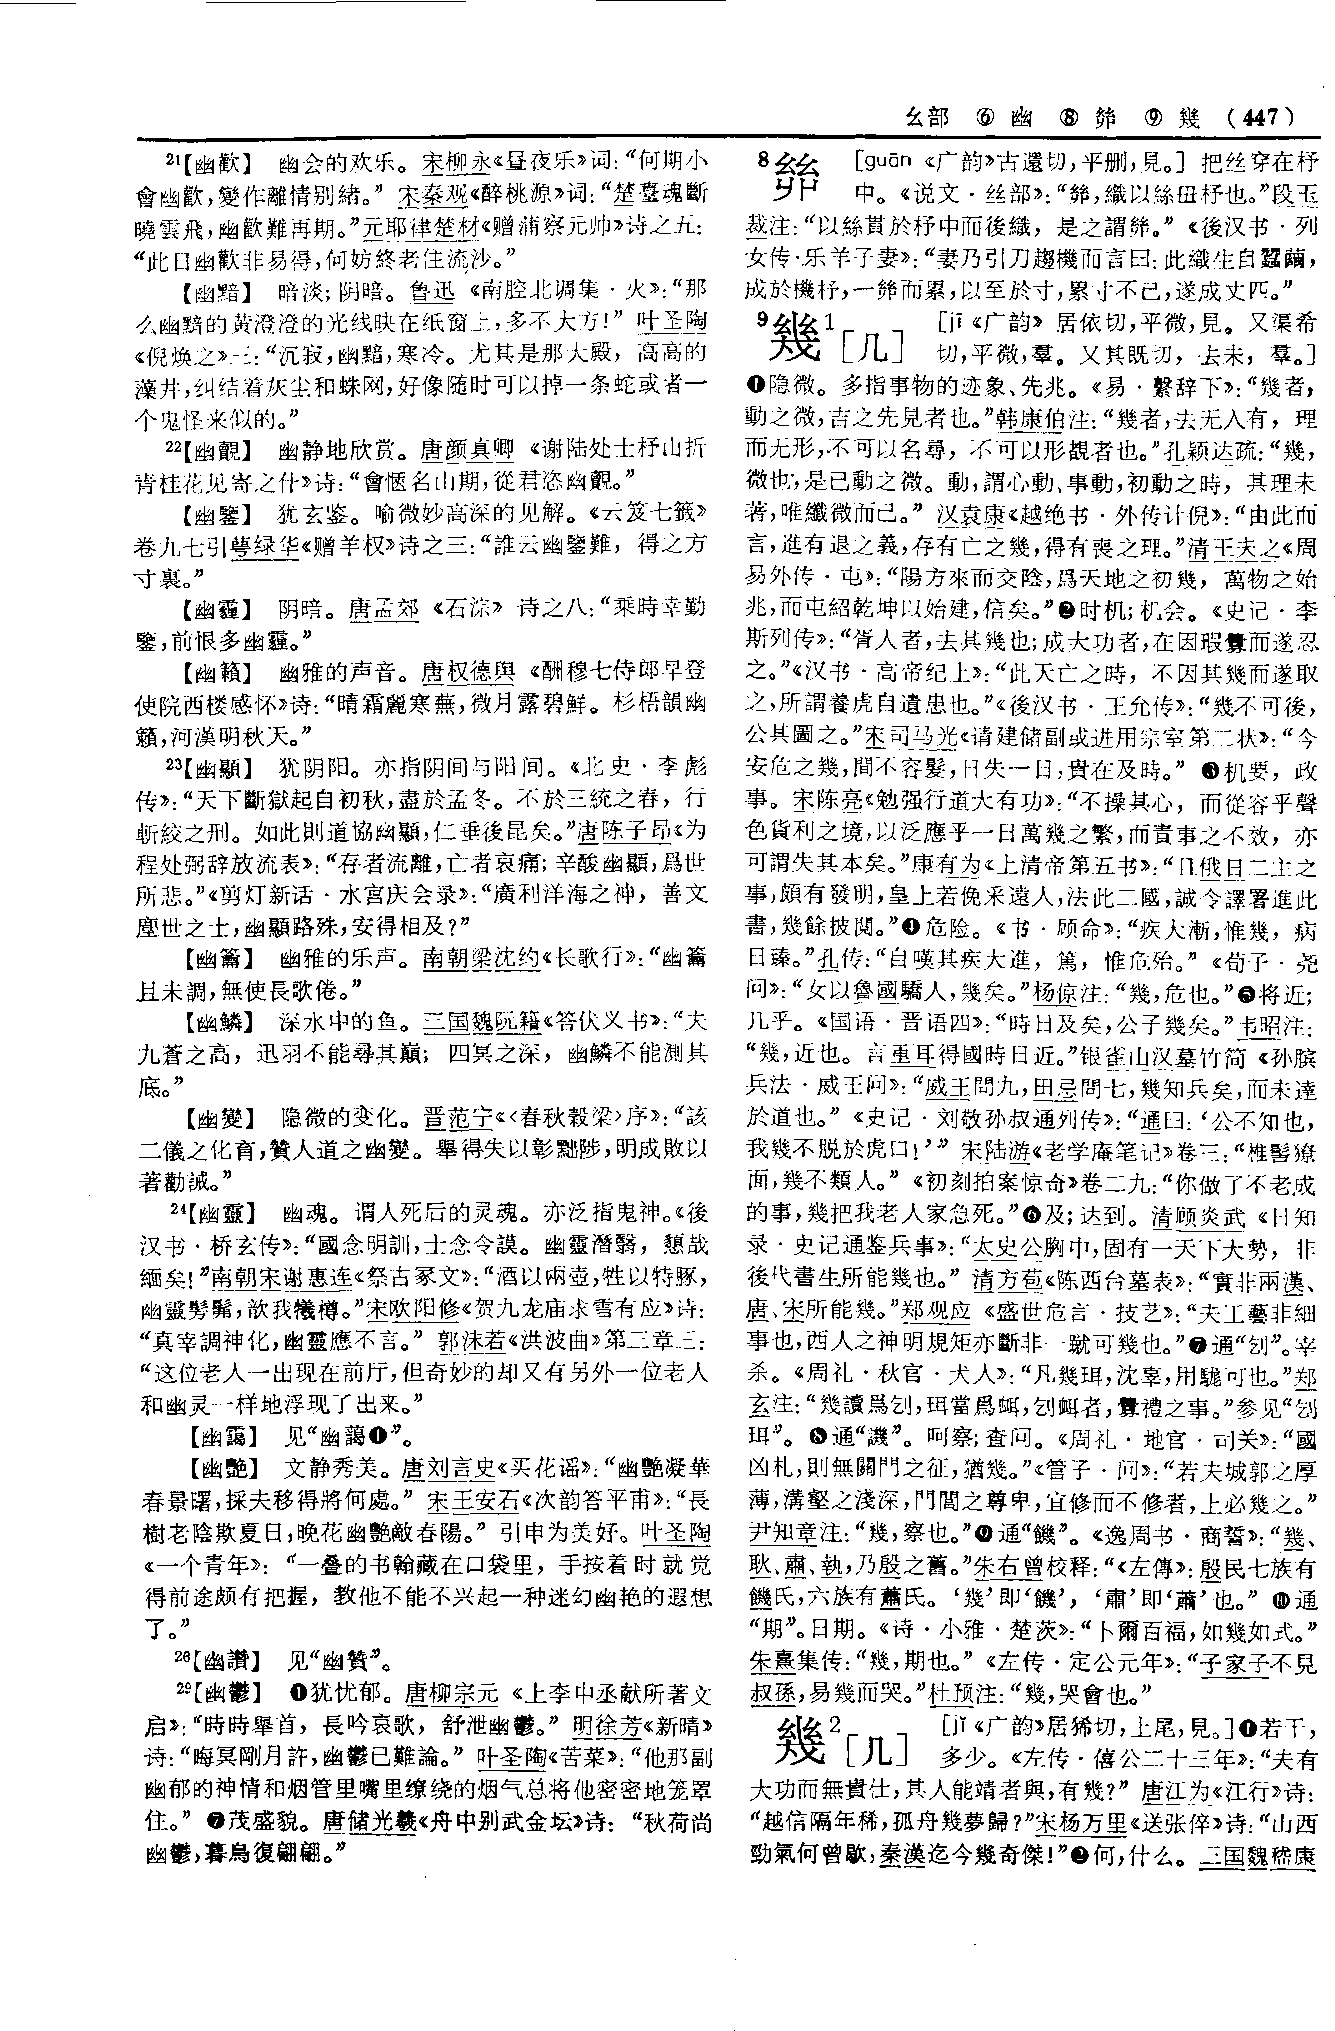 幺部 ⑥ 幽 ⑧ 𢇇 ⑨ 幾 (447)
21【幽歡】 幽会的欢乐。宋柳永《昼夜乐》词:“何期小
會幽歡,變作離情别緒。” 宋秦观《醉桃源》词:“楚臺魂斷
曉雲飛,幽歡難再期。”元耶律楚材《赠蒲察元帅》诗之五:
“此日幽歡非易得,何妨終老住流沙。”
【幽黯】 暗淡;阴暗。鲁迅《南腔北调集·火》:“那
么幽黯的黄澄澄的光线映在纸窗上,多不大方!” 叶圣陶
《倪焕之》三:“沉寂,幽黯,寒冷。尤其是那大殿,高高的
藻井,纠结着灰尘和蛛网,好像随时可以掉一条蛇或者一
个鬼怪来似的。”
22【幽覿】 幽静地欣赏。唐颜真卿《谢陆处士杼山折
青桂花见寄之什》诗:“會愜名山期,從君恣幽覿。”
【幽鑒】 犹玄鉴。喻微妙高深的见解。《云笈七籤》
卷九七引萼绿华《赠羊权》诗之三:“誰云幽鑒難,得之方
寸裏。”
【幽霾】 阴暗。唐孟郊《石淙》诗之八:“乘時幸勤
鑒,前恨多幽霾。”
【幽籟】 幽雅的声音。唐权德舆《酬穆七侍郎早登
使院西楼感怀》诗:“晴霜麗寒蕪,微月露碧鮮。杉梧韻幽
籟,河漢明秋天。”
23【幽顯】 犹阴阳。亦指阴间与阳间。《北史·李彪
传》:“天下斷獄起自初秋,盡於孟冬。不於三统之春,行
斬絞之刑。如此則道協幽顯,仁垂後昆矣。”唐陈子昂《为
程处弼辞放流表》:“存者流離,亡者哀痛;辛酸幽顯,爲世
所悲。”《剪灯新话·水宫庆会录》:“廣利洋海之神,善文
塵世之士,幽顯路殊,安得相及?”
【幽籥】 幽雅的乐声。南朝梁沈约《长歌行》:“幽籥
且未調,無使長歌倦。”
【幽鱗】 深水中的鱼。三国魏阮籍《答伏义书》:“夫
九蒼之高,迅羽不能尋其巔;四冥之深,幽鱗不能測其
底。”
【幽變】 隐微的变化。晋范宁《〈春秋穀梁〉序》:“該
二儀之化育,贊人道之幽變。舉得失以彰黜陟,明成敗以
著勸誡。”
24【幽靈】 幽魂。谓人死后的灵魂。亦泛指鬼神。《後
汉书·桥玄传》:“國念明訓,士念令謨。幽靈潛翳,懇哉
緬矣!”南朝宋谢惠连《祭古冢文》:“酒以兩壺,牲以特豚,
幽靈髣髴,歆我犧樽。”宋欧阳修《贺九龙庙求雪有应》诗:
“真宰調神化,幽靈應不言。” 郭沫若《洪波曲》第二章三:
“这位老人一出现在前厅,但奇妙的却又有另外一位老人
和幽灵一样地浮现了出来。”
【幽靄】 见“幽藹❶”。
【幽艷】 文静秀美。唐刘言史《买花谣》:“幽艷凝華
春景曙,採夫移得將何處。” 宋王安石《次韵答平甫》:“長
樹老陰欺夏日,晚花幽艷敵春陽。” 引申为美好。叶圣陶
《一个青年》:“一叠的书翰藏在口袋里,手按着时就觉
得前途颇有把握,教他不能不兴起一种迷幻幽艳的遐想
了。”
26【幽讚】 见“幽贊”。
29【幽鬱】 ❶犹忧郁。唐柳宗元《上李中丞献所著文
启》:“時時舉首,長吟哀歌,舒泄幽鬱。” 明徐芳《新晴》
诗:“晦冥剛月許,幽鬱已難論。” 叶圣陶《苦菜》:“他那副
幽郁的神情和烟管里嘴里缭绕的烟气总将他密密地笼罩
住。” ❷茂盛貌。唐储光羲《舟中别武金坛》诗:“秋荷尚
幽鬱,暮鳥復翩翩。”
8 𢇇 [guān《广韵》古還切,平删,見。] 把丝穿在杼
中。《说文·丝部》:“𢇇,織以絲毌杼也。”段玉
裁注:“以絲貫於杼中而後織,是之謂𢇇。”《後汉书·列
女传·乐羊子妻》:“妻乃引刀趨機而言曰:此織生自蠶繭,
成於機杼,一𢇇而累,以至於寸,累寸不已,遂成丈匹。”
9 幾1[几] [jī《广韵》居依切,平微,見。又渠希
切,平微,羣。又其既切,去未,羣。]
❶隐微。多指事物的迹象、先兆。《易·繫辞下》:“幾者,
動之微,吉之先見者也。”韩康伯注:“幾者,去无入有,理
而无形,不可以名尋,不可以形覩者也。”孔颖达疏:“幾,
微也,是已動之微。動,謂心動、事動,初動之時,其理未
著,唯纖微而已。” 汉袁康《越绝书·外传计倪》:“由此而
言,進有退之義,存有亡之幾,得有喪之理。”清王夫之《周
易外传·屯》:“陽方來而交陰,爲天地之初幾,萬物之始
兆,而屯紹乾坤以始建,信矣。”❷时机;机会。《史记·李
斯列传》:“胥人者,去其幾也;成大功者,在因瑕釁而遂忍
之。”《汉书·高帝纪上》:“此天亡之時,不因其幾而遂取
之,所謂養虎自遺患也。”《後汉书·王允传》:“幾不可後,
公其圖之。”宋司马光《请建储副或进用宗室第二状》:“今
安危之幾,間不容髮,日失一日,貴在及時。” ❸机要,政
事。宋陈亮《勉强行道大有功》:“不操其心,而從容乎聲
色貨利之境,以泛應乎一日萬幾之繁,而責事之不效,亦
可謂失其本矣。”康有为《上清帝第五书》:“日俄日二主之
事,頗有發明,皇上若俛采遠人,法此二國,誠令譯署進此
書,幾餘披閱。”❹危险。《书·顾命》:“疾大漸,惟幾,病
日臻。”孔传:“自嘆其疾大進,篤,惟危殆。”《荀子·尧
问》:“女以魯國驕人,幾矣。”杨倞注:“幾,危也。”❺将近;
几乎。《国语·晋语四》:“時日及矣,公子幾矣。”韦昭注:
“幾,近也。言重耳得國時日近。”银雀山汉墓竹简《孙膑
兵法·威王问》:“威王問九,田忌問七,幾知兵矣,而未達
於道也。”《史记·刘敬孙叔通列传》:“通曰:‘公不知也,
我幾不脱於虎口!’” 宋陆游《老学庵笔记》卷三:“椎髻獠
面,幾不類人。”《初刻拍案惊奇》卷二九:“你做了不老成
的事,幾把我老人家急死。”❻及;达到。清顾炎武《日知
录·史记通鉴兵事》:“太史公胸中,固有一天下大勢,非
後代書生所能幾也。” 清方苞《陈西台墓表》:“實非兩漢、
唐、宋所能幾。”郑观应《盛世危言·技艺》:“夫工藝非細
事也,西人之神明規矩亦斷非一蹴可幾也。”❼通“刉”。宰
杀。《周礼·秋官·犬人》:“凡幾珥,沈辜,用駹可也。”郑
玄注:“幾讀爲刉,珥當爲衈,刉衈者,釁禮之事。”参见“刉
珥”。❽通“譏”。呵察;查问。《周礼·地官·司关》:“國
凶札,則無關門之征,猶幾。”《管子·问》:“若夫城郭之厚
薄,溝壑之淺深,門閭之尊卑,宜修而不修者,上必幾之。”
尹知章注:“幾,察也。”❾通“饑”。《逸周书·商誓》:“幾、
耿、肅、執,乃殷之舊。”朱右曾校释:“《左傳》:殷民七族有
饑氏,六族有蕭氏。‘幾’即‘饑’,‘肅’即‘蕭’也。” ❿通
“期”。日期。《诗·小雅·楚茨》:“卜爾百福,如幾如式。”
朱熹集传:“幾,期也。”《左传·定公元年》:“子家子不見
叔孫,易幾而哭。”杜预注:“幾,哭會也。”
幾2[几] [jǐ《广韵》居狶切,上尾,見。]❶若干,
多少。《左传·僖公二十三年》:“夫有
大功而無貴仕,其人能靖者與,有幾?” 唐江为《江行》诗:
“越信隔年稀,孤舟幾夢歸?”宋杨万里《送张倅》诗:“山西
勁氣何曾歇,秦漢迄今幾奇傑!”❷何,什么。三国魏嵇康